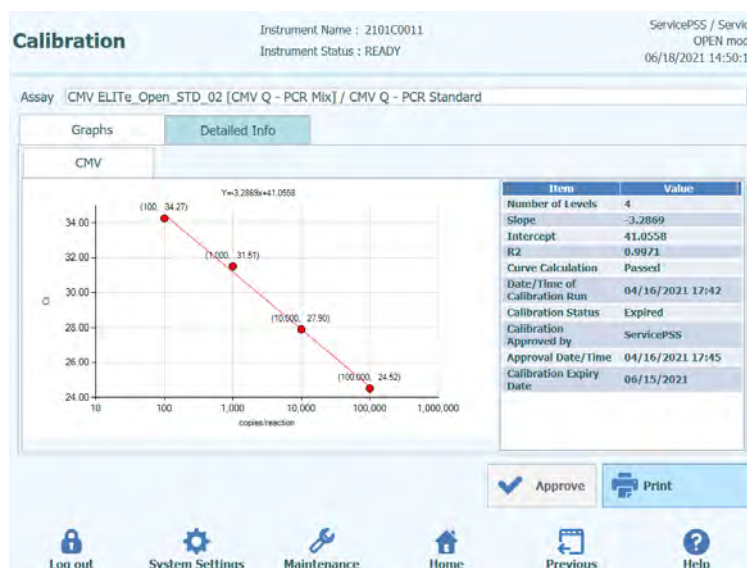 Calibration
Instrument Name : 2101C0011
Instrument Status : READY
ServicePSS /
OPEN
06/18/2021
Assay CMV ELITe_Open_STD_02 [CMV Q - PCR Mix] / CMV Q - PCR Standard
Graphs
Detailed Info
CMV
Y=-3.2869x+41.0558
(100, 34.27)
(1,000, 31.51)
(10,000, 27.90)
(100,000, 24.52)
34.00
32.00
30.00
28.00
26.00
24.00
Ct
10 100 1,000 10,000 100,000 1,000,000
copies/reaction
Item Value
Number of Levels 4
Slope -3.2869
Intercept 41.0558
R2 0.9971
Curve Calculation Passed
Date/Time of
Calibration Run 04/16/2021 17:42
Calibration Status Expired
Calibration
Approved by ServicePSS
Approval Date/Time 04/16/2021 17:45
Calibration Expiry
Date 06/15/2021
Approve
Print
Log out
System Settings
Maintenance
Home
Previous
Help